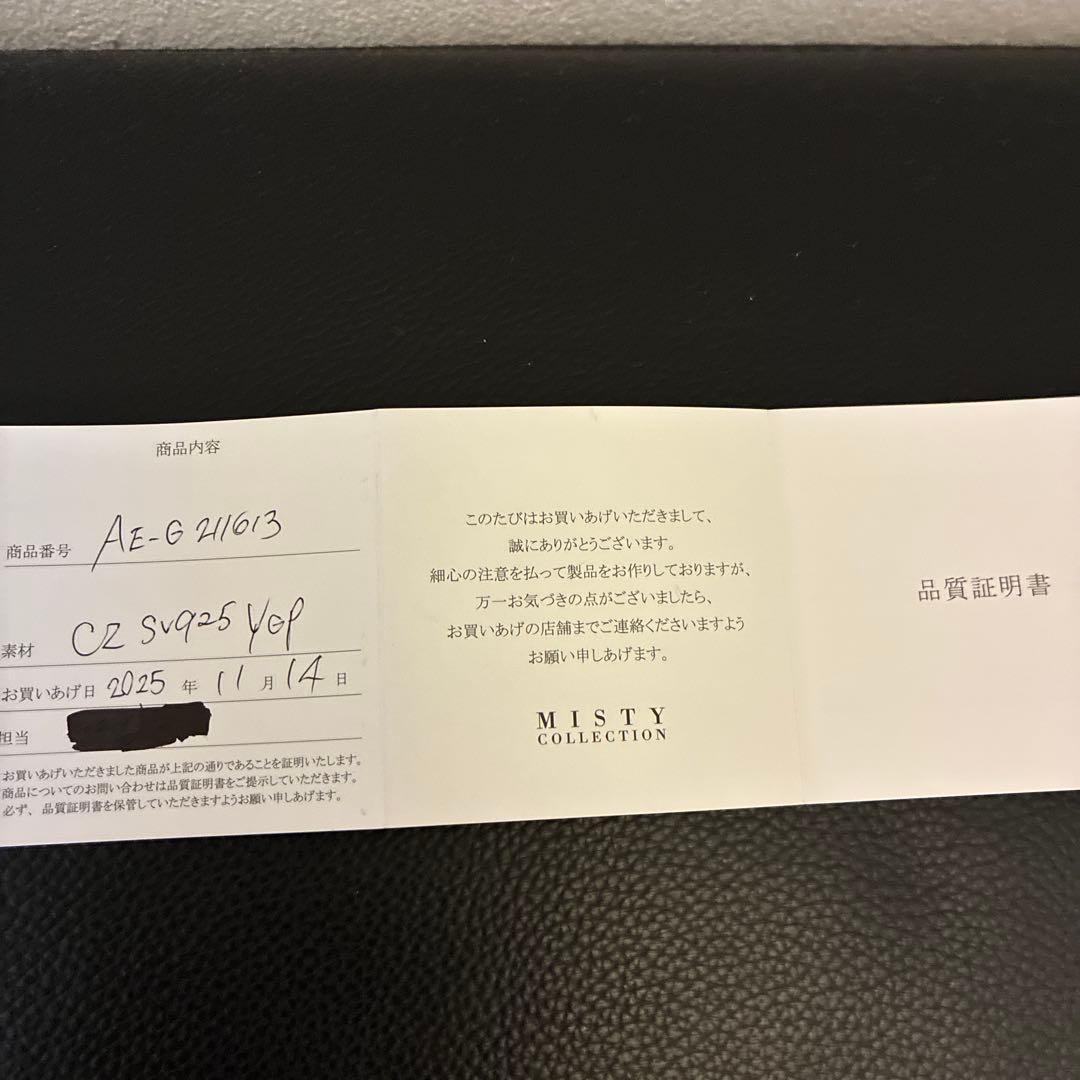 商品内容
商品番号 AE-G 211613
素材 CZ SV925 YGP
お買いあげ日 2025 年 11 月 14 日
担当
お買いあげいただきました商品が上記の通りであることを証明いたします。
商品についてのお問い合わせは品質証明書をご提示していただきます。
必ず、品質証明書を保管していただきますようお願い申しあげます。
このたびはお買いあげいただきまして、
誠にありがとうございます。
細心の注意を払って製品をお作りしておりますが、
万一お気づきの点がございましたら、
お買いあげの店舗までご連絡くださいますよう
お願い申しあげます。
MISTY
COLLECTION
品質証明書